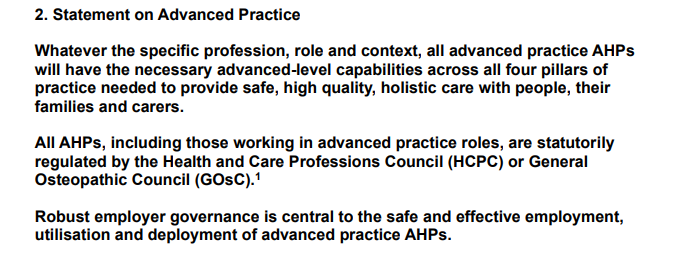 2. Statement on Advanced Practice
Whatever the specific profession, role and context, all advanced practice AHPs
will have the necessary advanced-level capabilities across all four pillars of
practice needed to provide safe, high quality, holistic care with people, their
families and carers.
All AHPs, including those working in advanced practice roles, are statutorily
regulated by the Health and Care Professions Council (HCPC) or General
Osteopathic Council (GOsC).¹
Robust employer governance is central to the safe and effective employment,
utilisation and deployment of advanced practice AHPs.